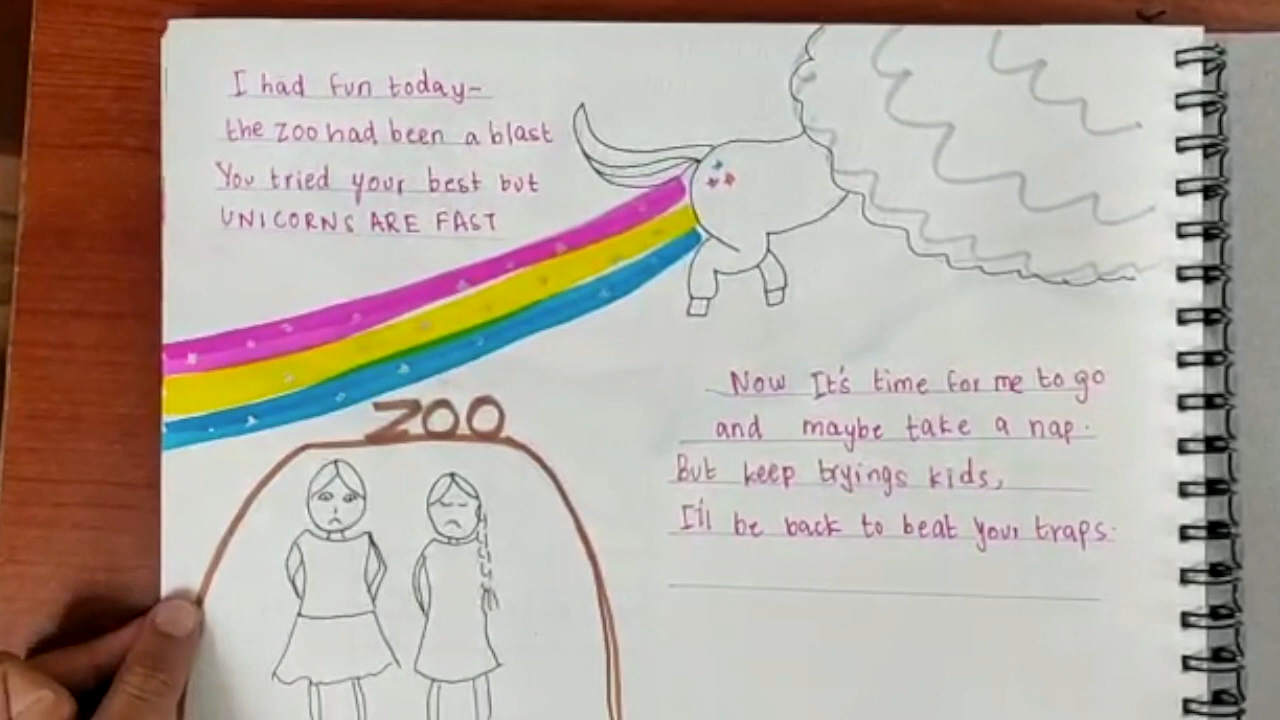 I had fun today-
the zoo had been a blast
You tried your best but
UNICORNS ARE FAST
ZOO
Now It's time for me to go
and maybe take a nap.
But keep tryings kids,
I'll be back to beat your traps.